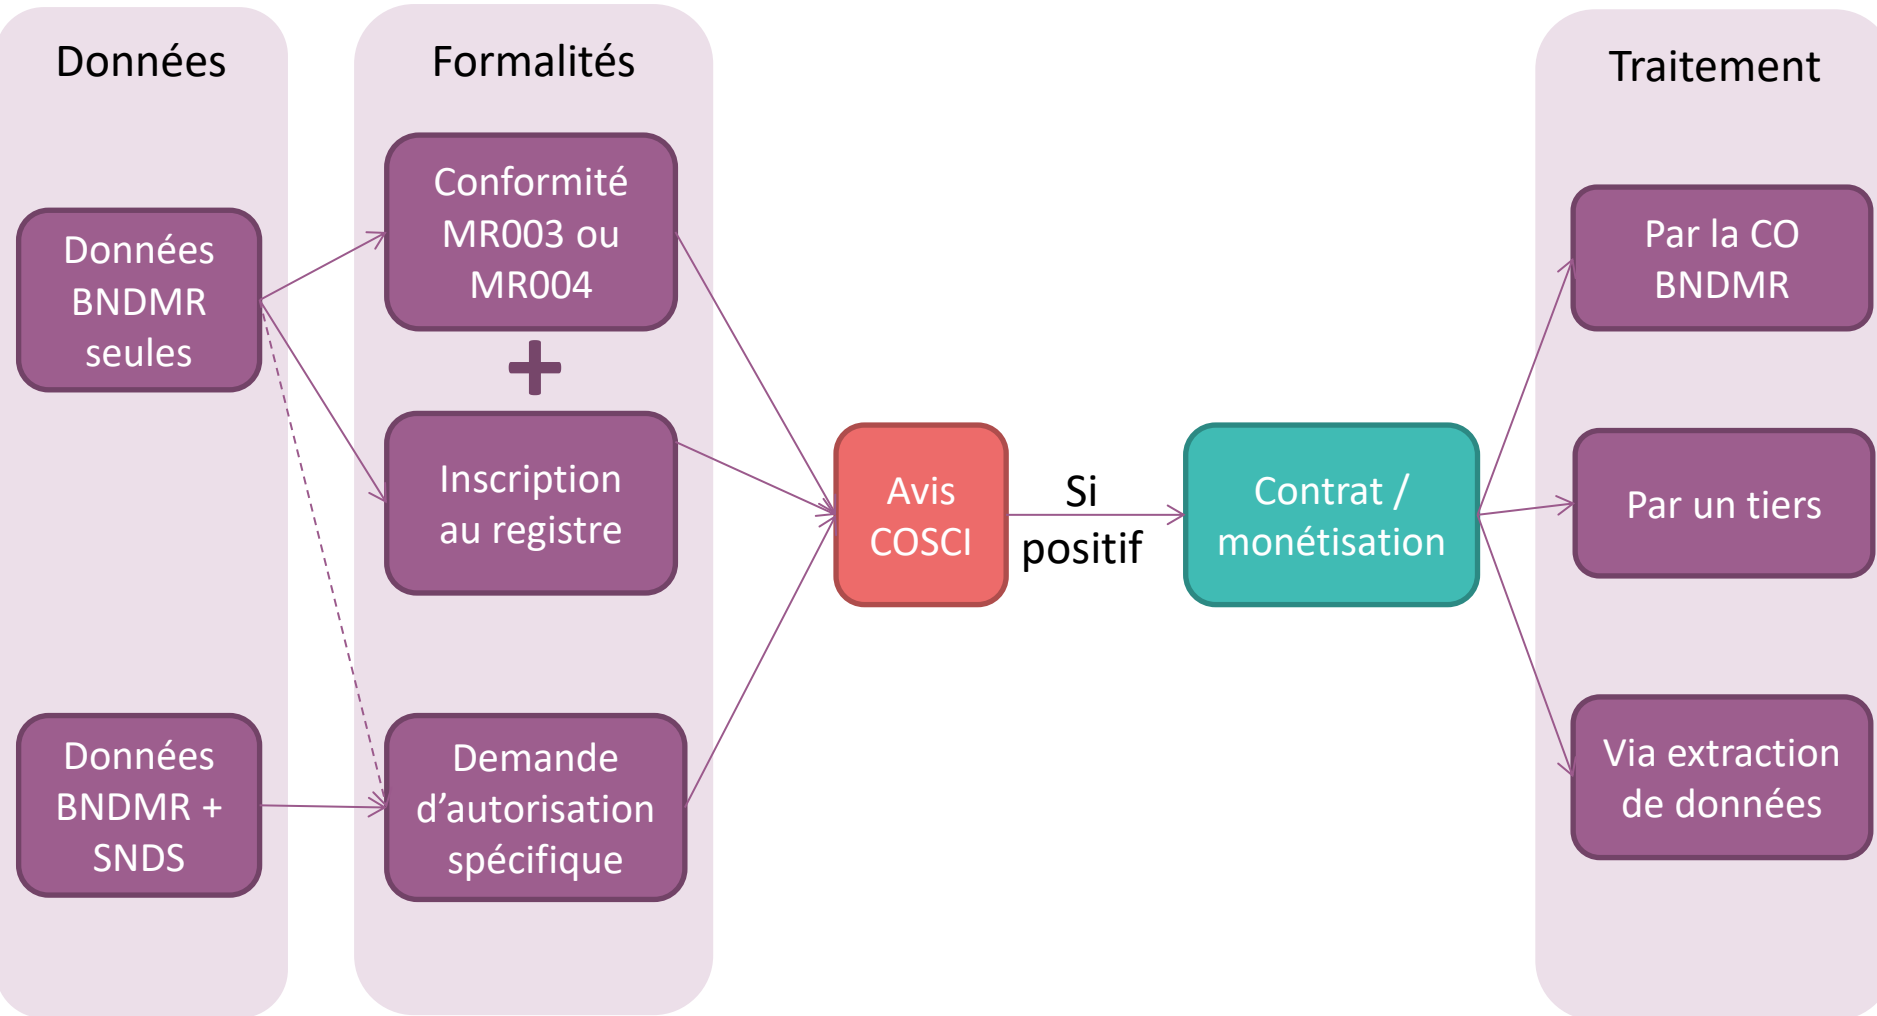 Données
Données
BNDMR
seules
Données
BNDMR +
SNDS
Formalités
Conformité
MR003 ou
MR004
+
Inscription
au registre
Demande
d’autorisation
spécifique
Avis
COSCI
Si
positif
Contrat /
monétisation
Traitement
Par la CO
BNDMR
Par un tiers
Via extraction
de données